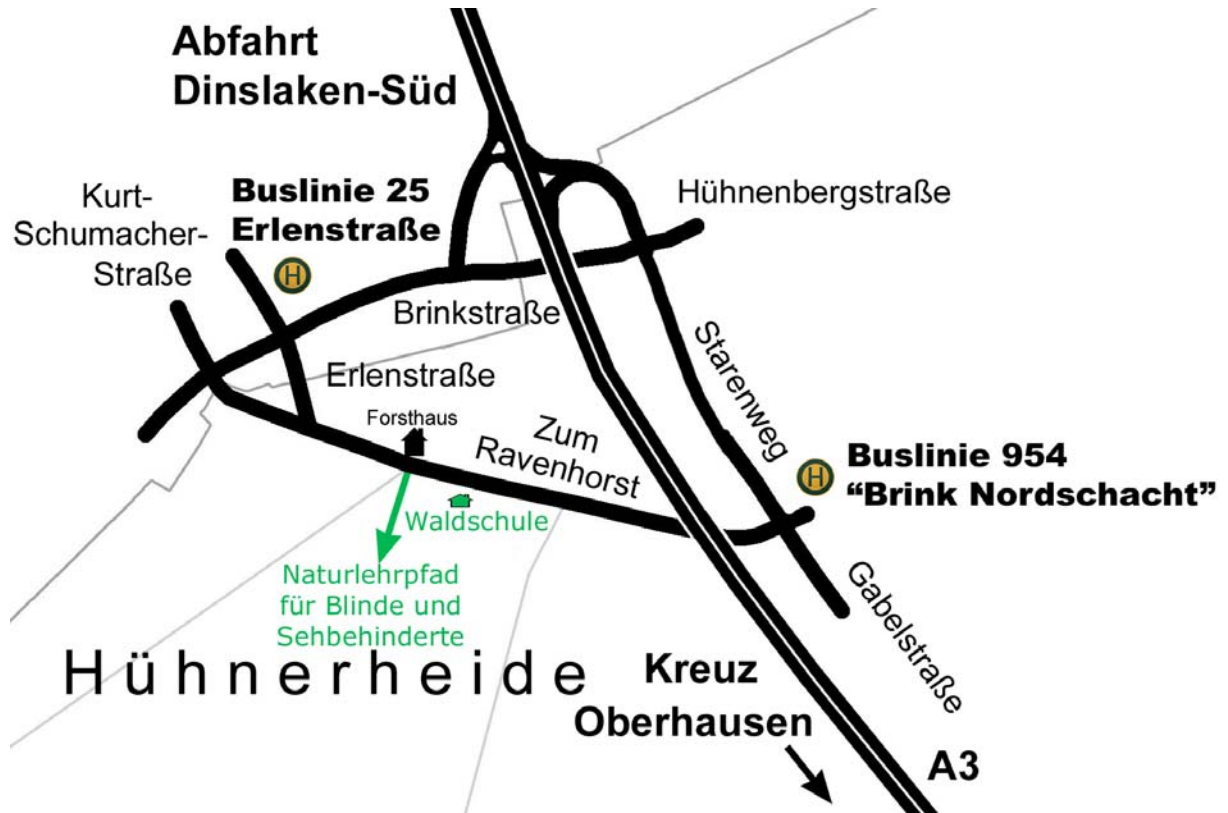 Abfahrt
Dinslaken-Süd
Kurt-
Schumacher-
Straße
Buslinie 25
Erlenstraße
H
Hühnenbergstraße
Brinkstraße
Erlenstraße
Starenweg
Forsthaus
Zum
Ravenhorst
H
Buslinie 954
“Brink Nordschacht”
Waldschule
Naturlehrpfad
für Blinde und
Sehbehinderte
Gabelstraße
Hühnerheide
Kreuz
Oberhausen
A3